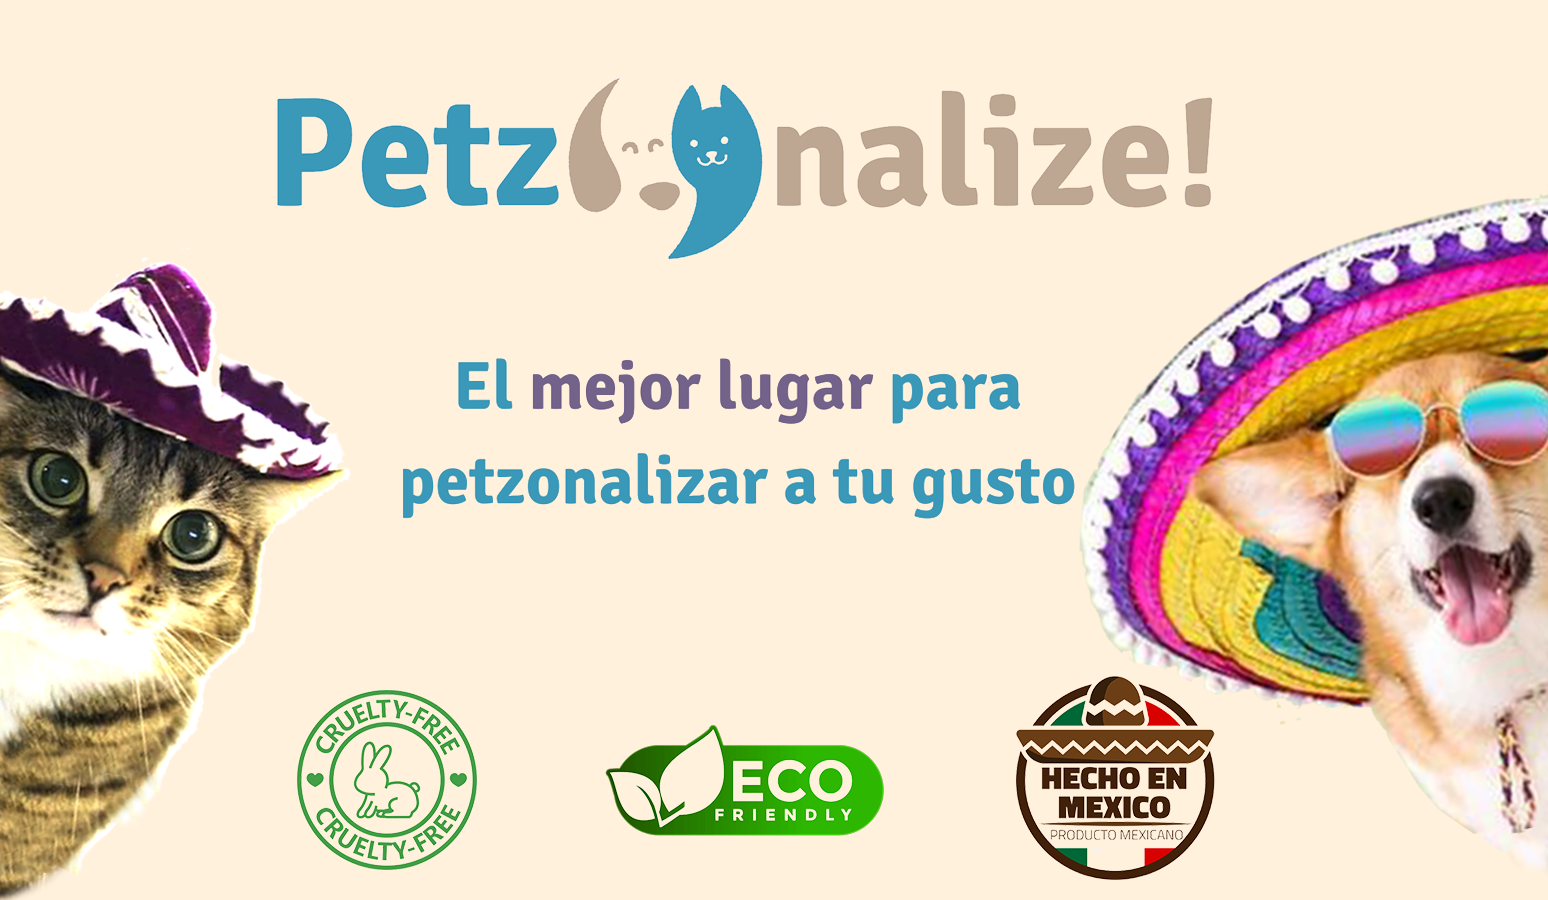 Petzonalize!
El mejor lugar para
petzonalizar a tu gusto
CRUELTY-FREE
CRUELTY-FREE
ECO
FRIENDLY
HECHO EN
MEXICO
PRODUCTO MEXICANO